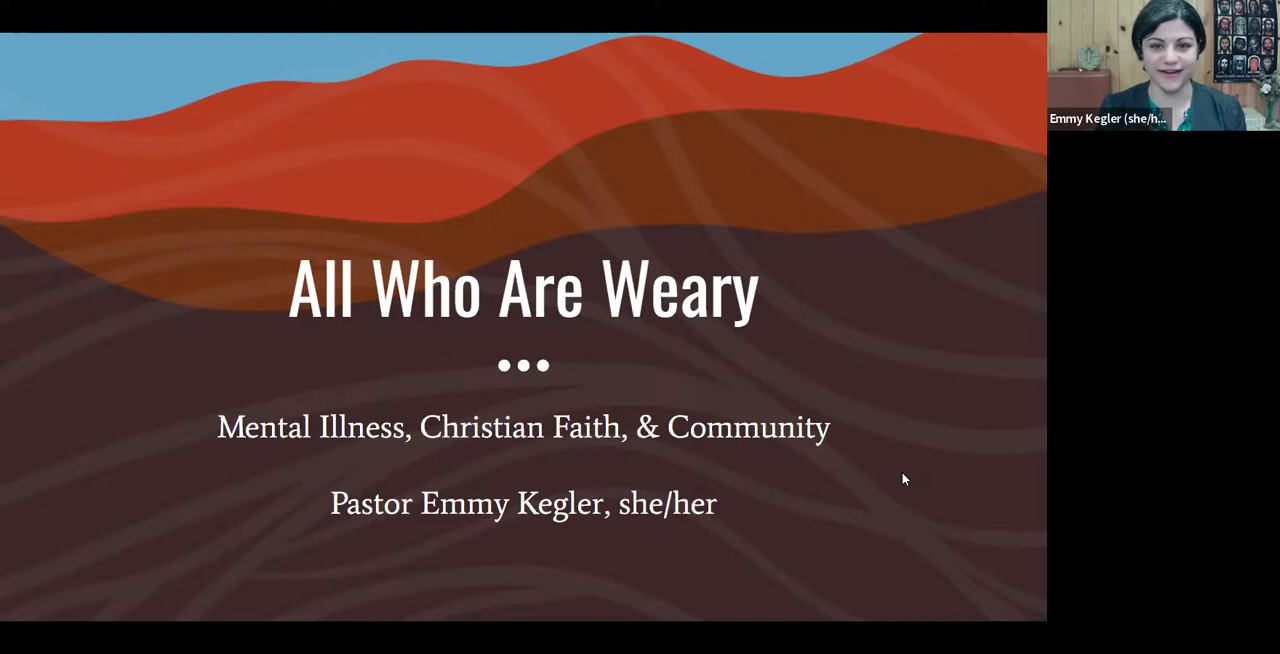 All Who Are Weary
Mental Illness, Christian Faith, & Community
Pastor Emmy Kegler, she/her
Emmy Kegler (she/h...